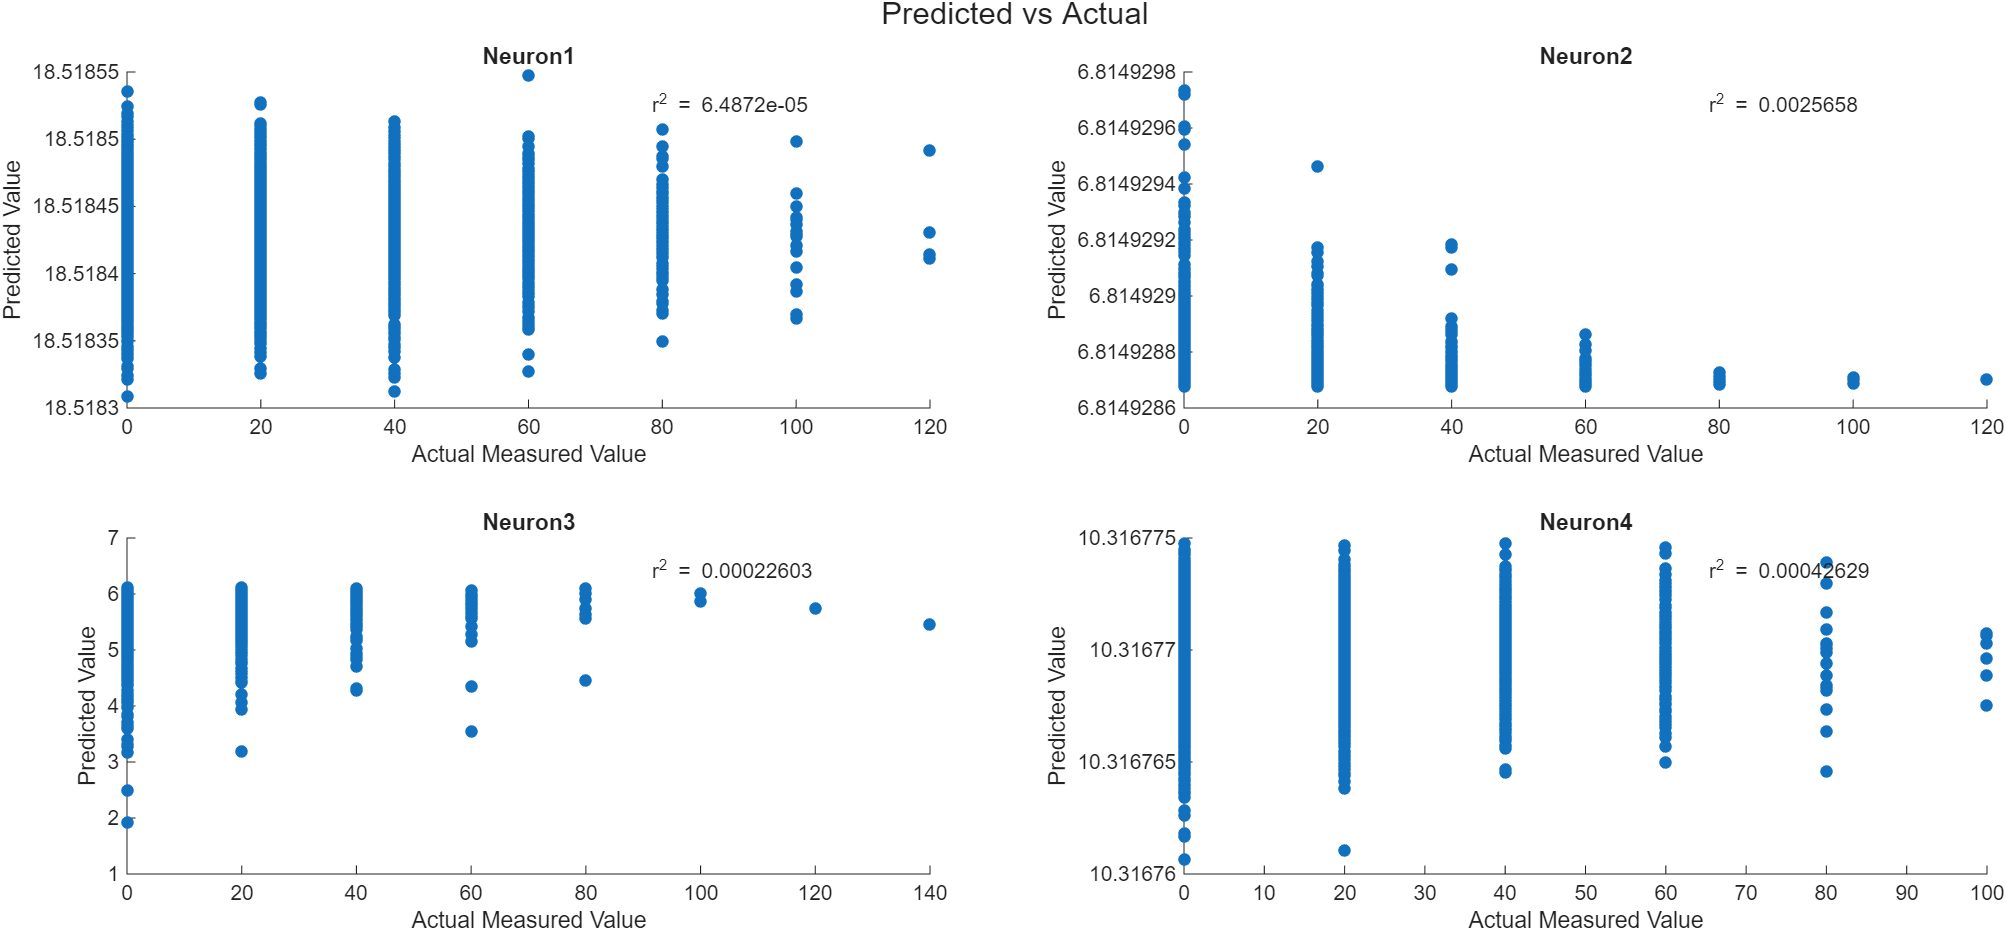 Predicted vs Actual
Neuron1
r2 = 6.4872e-05
18.51855
18.5185
18.51845
18.5184
18.51835
18.5183
Predicted Value
0 20 40 60 80 100 120
Actual Measured Value
Neuron2
r2 = 0.0025658
6.8149298
6.8149296
6.8149294
6.8149292
6.814929
6.8149288
6.8149286
Predicted Value
0 20 40 60 80 100 120
Actual Measured Value
Neuron3
r2 = 0.00022603
7
6
5
4
3
2
1
Predicted Value
0 20 40 60 80 100 120 140
Actual Measured Value
Neuron4
r2 = 0.00042629
10.316775
10.31677
10.316765
10.31676
Predicted Value
0 10 20 30 40 50 60 70 80 90 100
Actual Measured Value